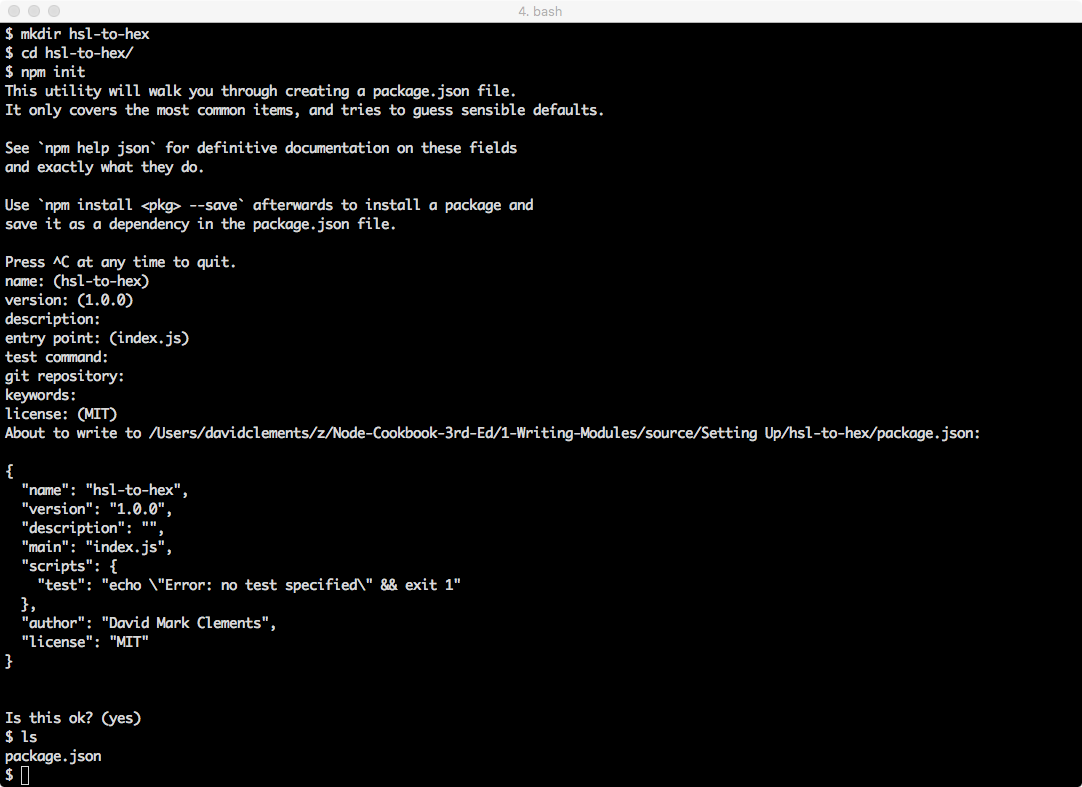 4. bash
$ mkdir hsl-to-hex
$ cd hsl-to-hex/
$ npm init
This utility will walk you through creating a package.json file.
It only covers the most common items, and tries to guess sensible defaults.

See `npm help json` for definitive documentation on these fields
and exactly what they do.

Use `npm install <pkg> --save` afterwards to install a package and
save it as a dependency in the package.json file.

Press ^C at any time to quit.
name: (hsl-to-hex)
version: (1.0.0)
description:
entry point: (index.js)
test command:
git repository:
keywords:
license: (MIT)
About to write to /Users/davidclements/z/Node-Cookbook-3rd-Ed/1-Writing-Modules/source/Setting Up/hsl-to-hex/package.json:

{
  "name": "hsl-to-hex",
  "version": "1.0.0",
  "description": "",
  "main": "index.js",
  "scripts": {
    "test": "echo \"Error: no test specified\" && exit 1"
  },
  "author": "David Mark Clements",
  "license": "MIT"
}

Is this ok? (yes)
$ ls
package.json
$